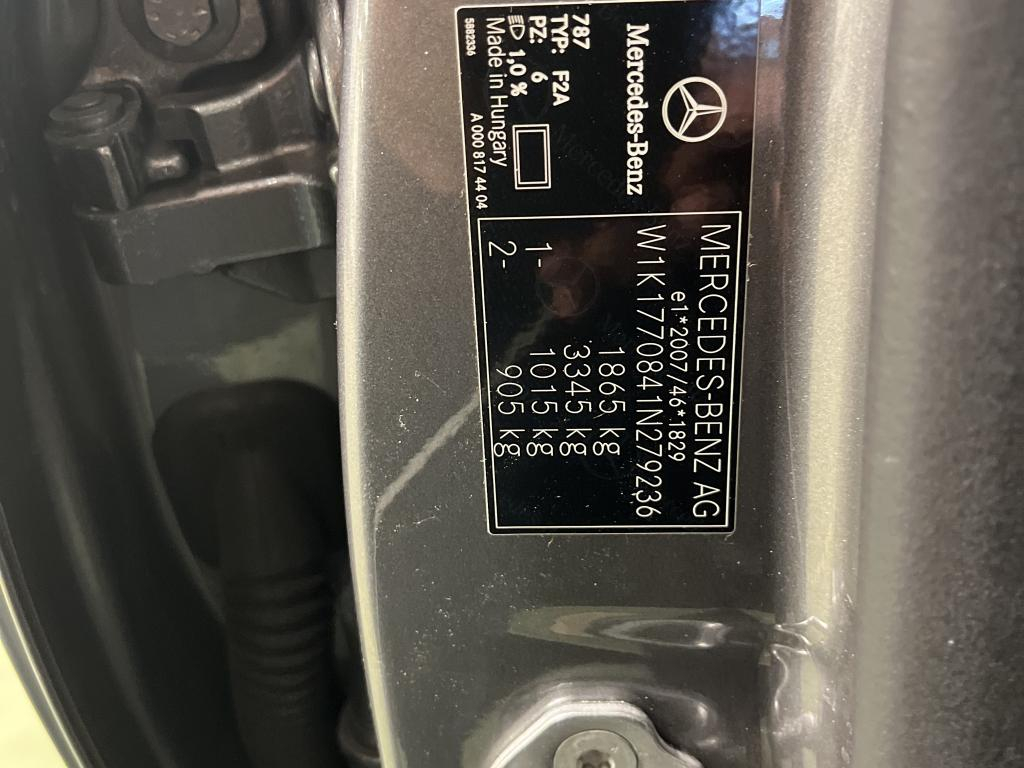 Mercedes-Benz
787
TYP: F2A
PZ: 6
1,0 %
Made in Hungary
5882336
A 000 817 44 04
MERCEDES-BENZ AG
e1*2007/46*1829
W1K1770841N279236
1865 kg
3345 kg
1- 1015 kg
2- 905 kg